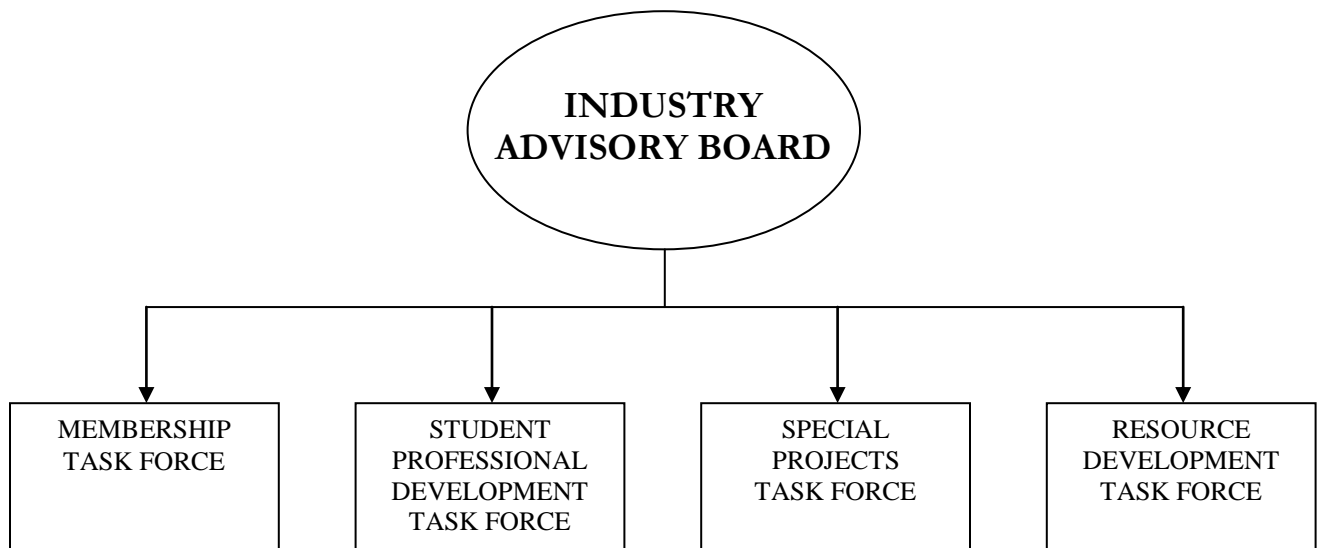 INDUSTRY
ADVISORY BOARD
MEMBERSHIP
TASK FORCE
STUDENT
PROFESSIONAL
DEVELOPMENT
TASK FORCE
SPECIAL
PROJECTS
TASK FORCE
RESOURCE
DEVELOPMENT
TASK FORCE